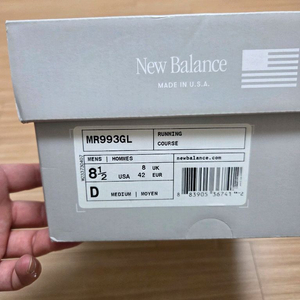 New Balance
MADE IN U.S.A.
MR993GL
RUNNING
COURSE
MENS | HOMMES
8 UK
newbalance.com
8½ USA 42 EUR
D MEDIUM | MOYEN